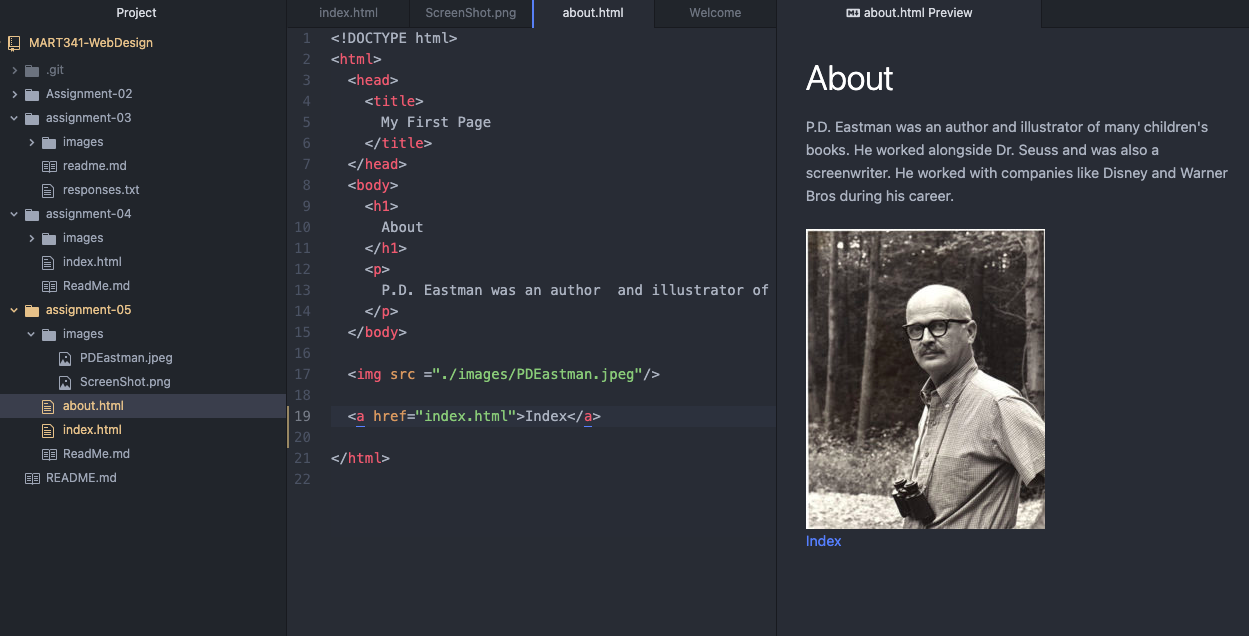 Project
MART341-WebDesign
.git
Assignment-02
assignment-03
images
readme.md
responses.txt
assignment-04
images
index.html
ReadMe.md
assignment-05
images
PDEastman.jpeg
ScreenShot.png
about.html
index.html
ReadMe.md
README.md
index.html
ScreenShot.png
about.html
Welcome
1 <!DOCTYPE html>
2 <html>
3 <head>
4 <title>
5 My First Page
6 </title>
7 </head>
8 <body>
9 <h1>
10 About
11 </h1>
12 <p>
13 P.D. Eastman was an author  and illustrator of
14 </p>
15 </body>
16
17 <img src ="./images/PDEastman.jpeg"/>
18
19 <a href="index.html">Index</a>
20
21 </html>
22
about.html Preview
About
P.D. Eastman was an author and illustrator of many children's
books. He worked alongside Dr. Seuss and was also a
screenwriter. He worked with companies like Disney and Warner
Bros during his career.
Index